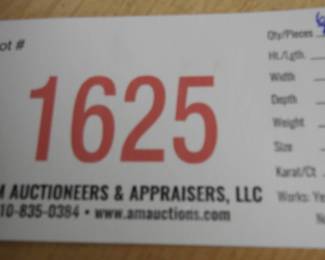 ot #
1625
M AUCTIONEERS & APPRAISERS, LLC
10-835-0384 • www.amauctions.com
Qty/Pieces
Ht./Lgth.
Width
Depth
Weight
Size
Karat/Ct
Works: Ye
No